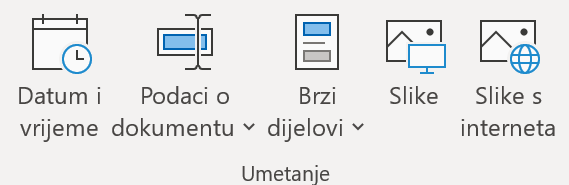 Datum i
vrijeme
Podaci o
dokumentu
Brzi
dijelovi
Slike
Slike s
interneta
Umetanje